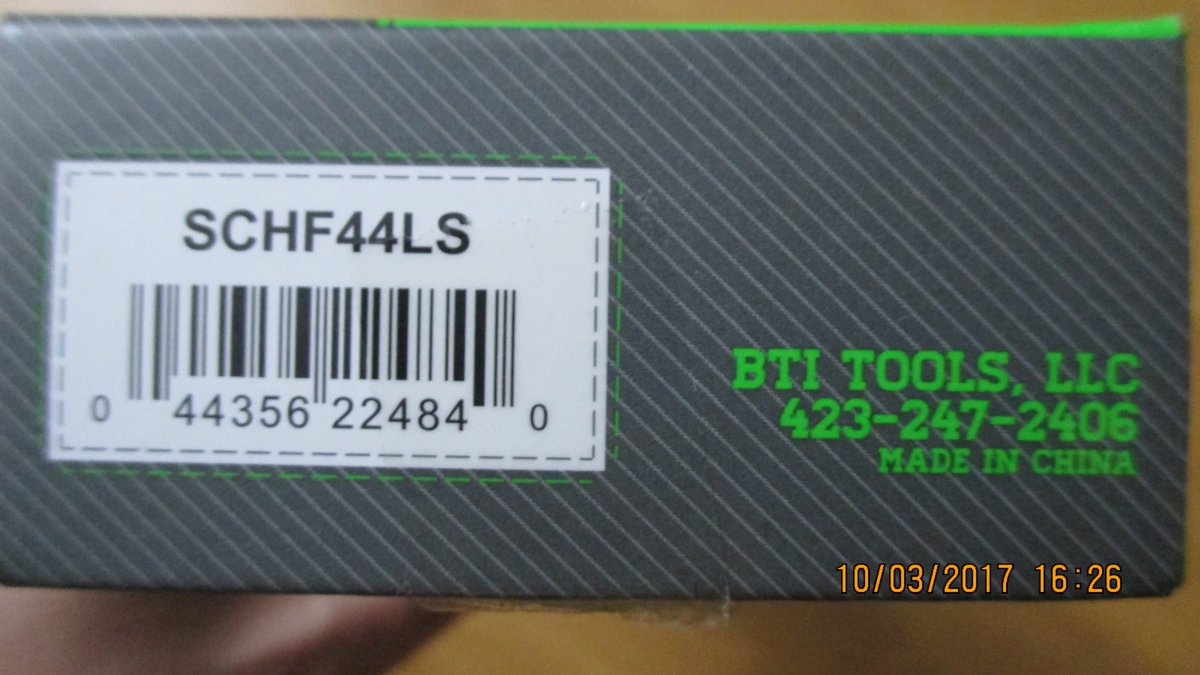 SCHF44LS
0 44356 22484 0
BTI TOOLS, LLC
423-247-2406
MADE IN CHINA
10/03/2017 16:26